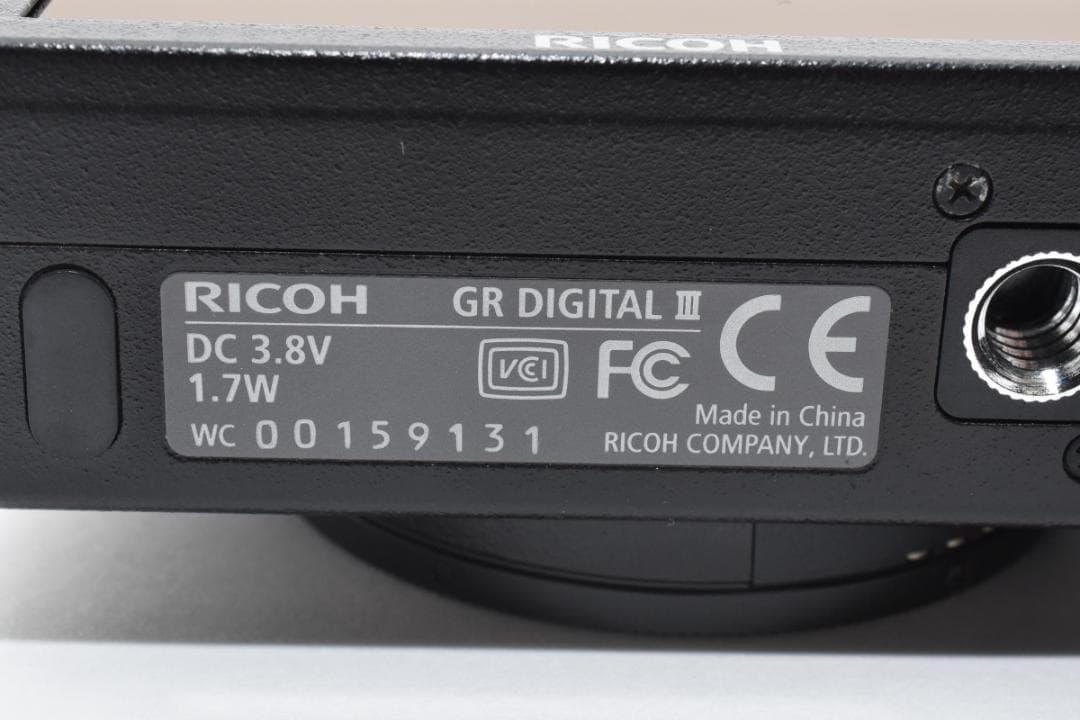 RICOH
RICOH GR DIGITAL III
DC 3.8V
1.7W
VCCI FC CE
Made in China
WC 00159131
RICOH COMPANY, LTD.